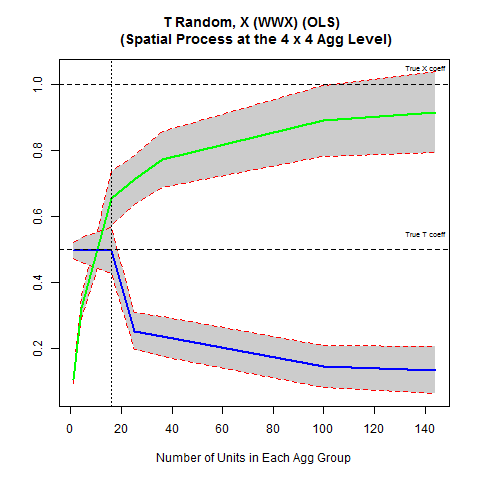 T Random, X (WWX) (OLS)
(Spatial Process at the 4 x 4 Agg Level)
True X coeff
True T coeff
1.0
0.8
0.6
0.4
0.2
0 20 40 60 80 100 120 140
Number of Units in Each Agg Group